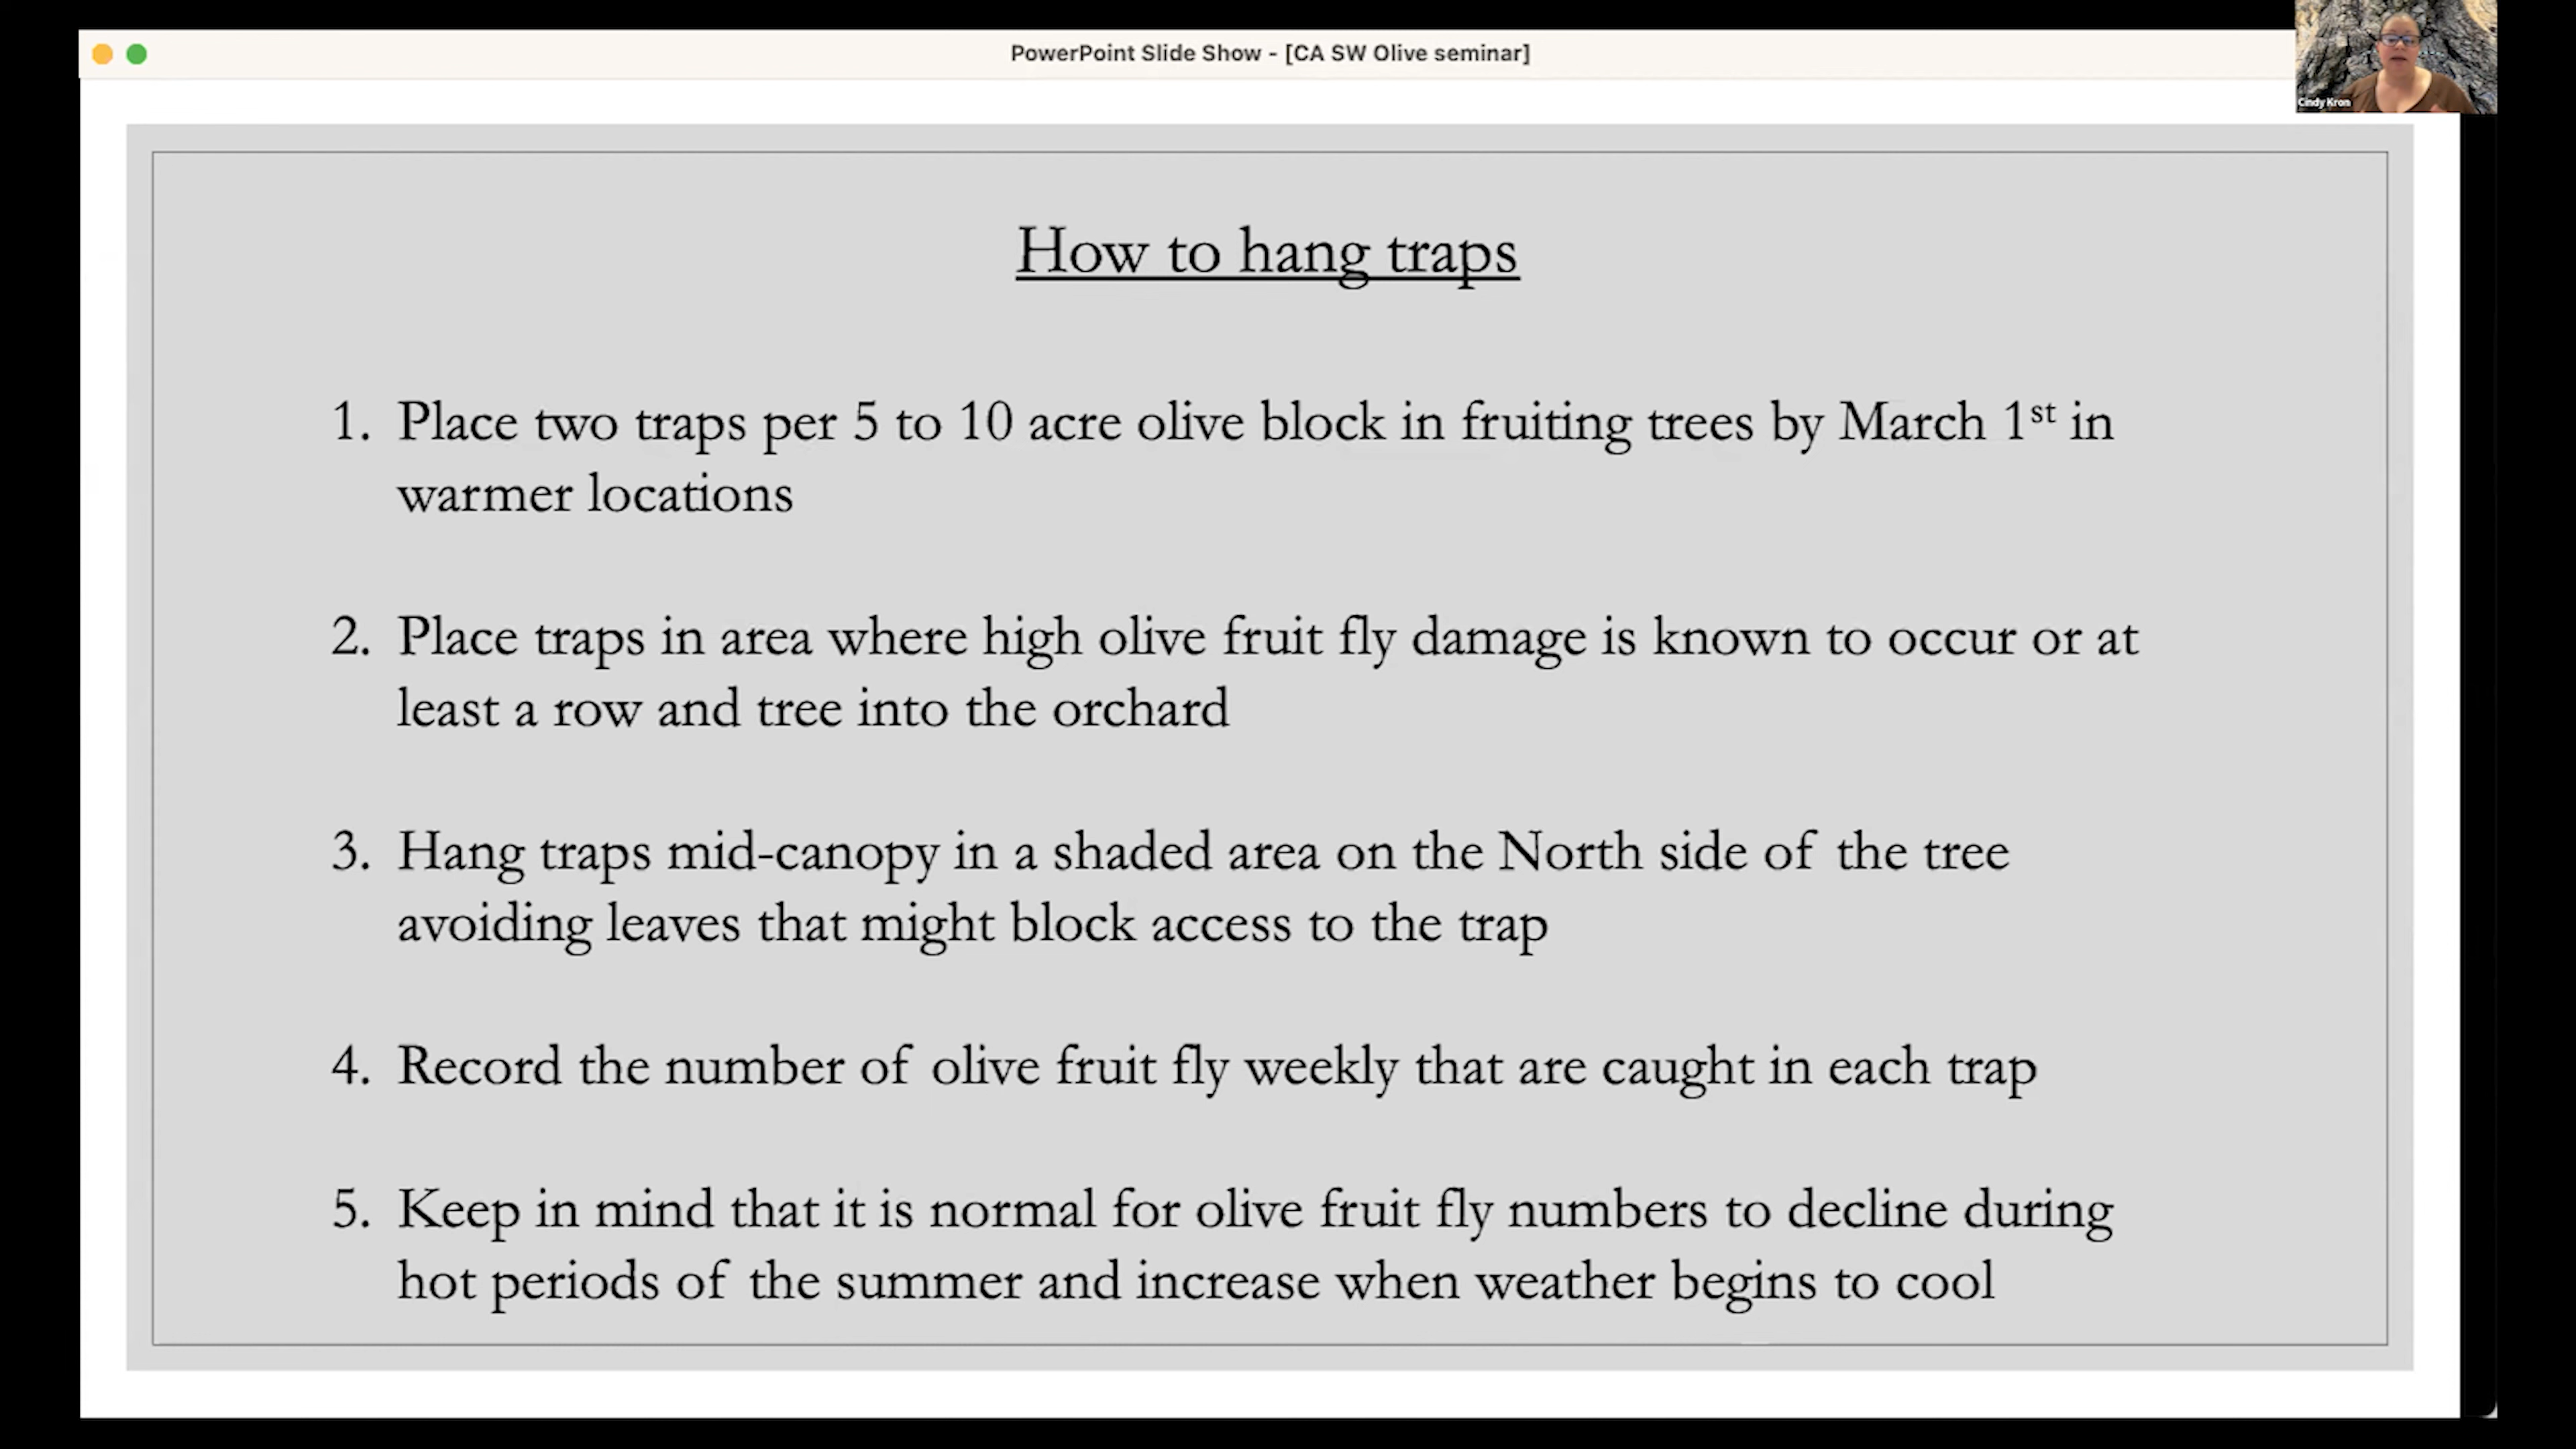 PowerPoint Slide Show - [CA SW Olive seminar]
Cindy Kron
How to hang traps
1. Place two traps per 5 to 10 acre olive block in fruiting trees by March 1st in
warmer locations
2. Place traps in area where high olive fruit fly damage is known to occur or at
least a row and tree into the orchard
3. Hang traps mid-canopy in a shaded area on the North side of the tree
avoiding leaves that might block access to the trap
4. Record the number of olive fruit fly weekly that are caught in each trap
5. Keep in mind that it is normal for olive fruit fly numbers to decline during
hot periods of the summer and increase when weather begins to cool